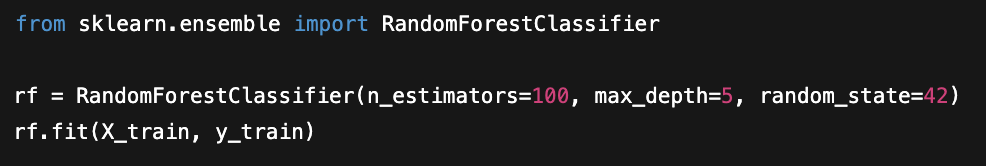 from sklearn.ensemble import RandomForestClassifier
rf = RandomForestClassifier(n_estimators=100, max_depth=5, random_state=42)
rf.fit(X_train, y_train)